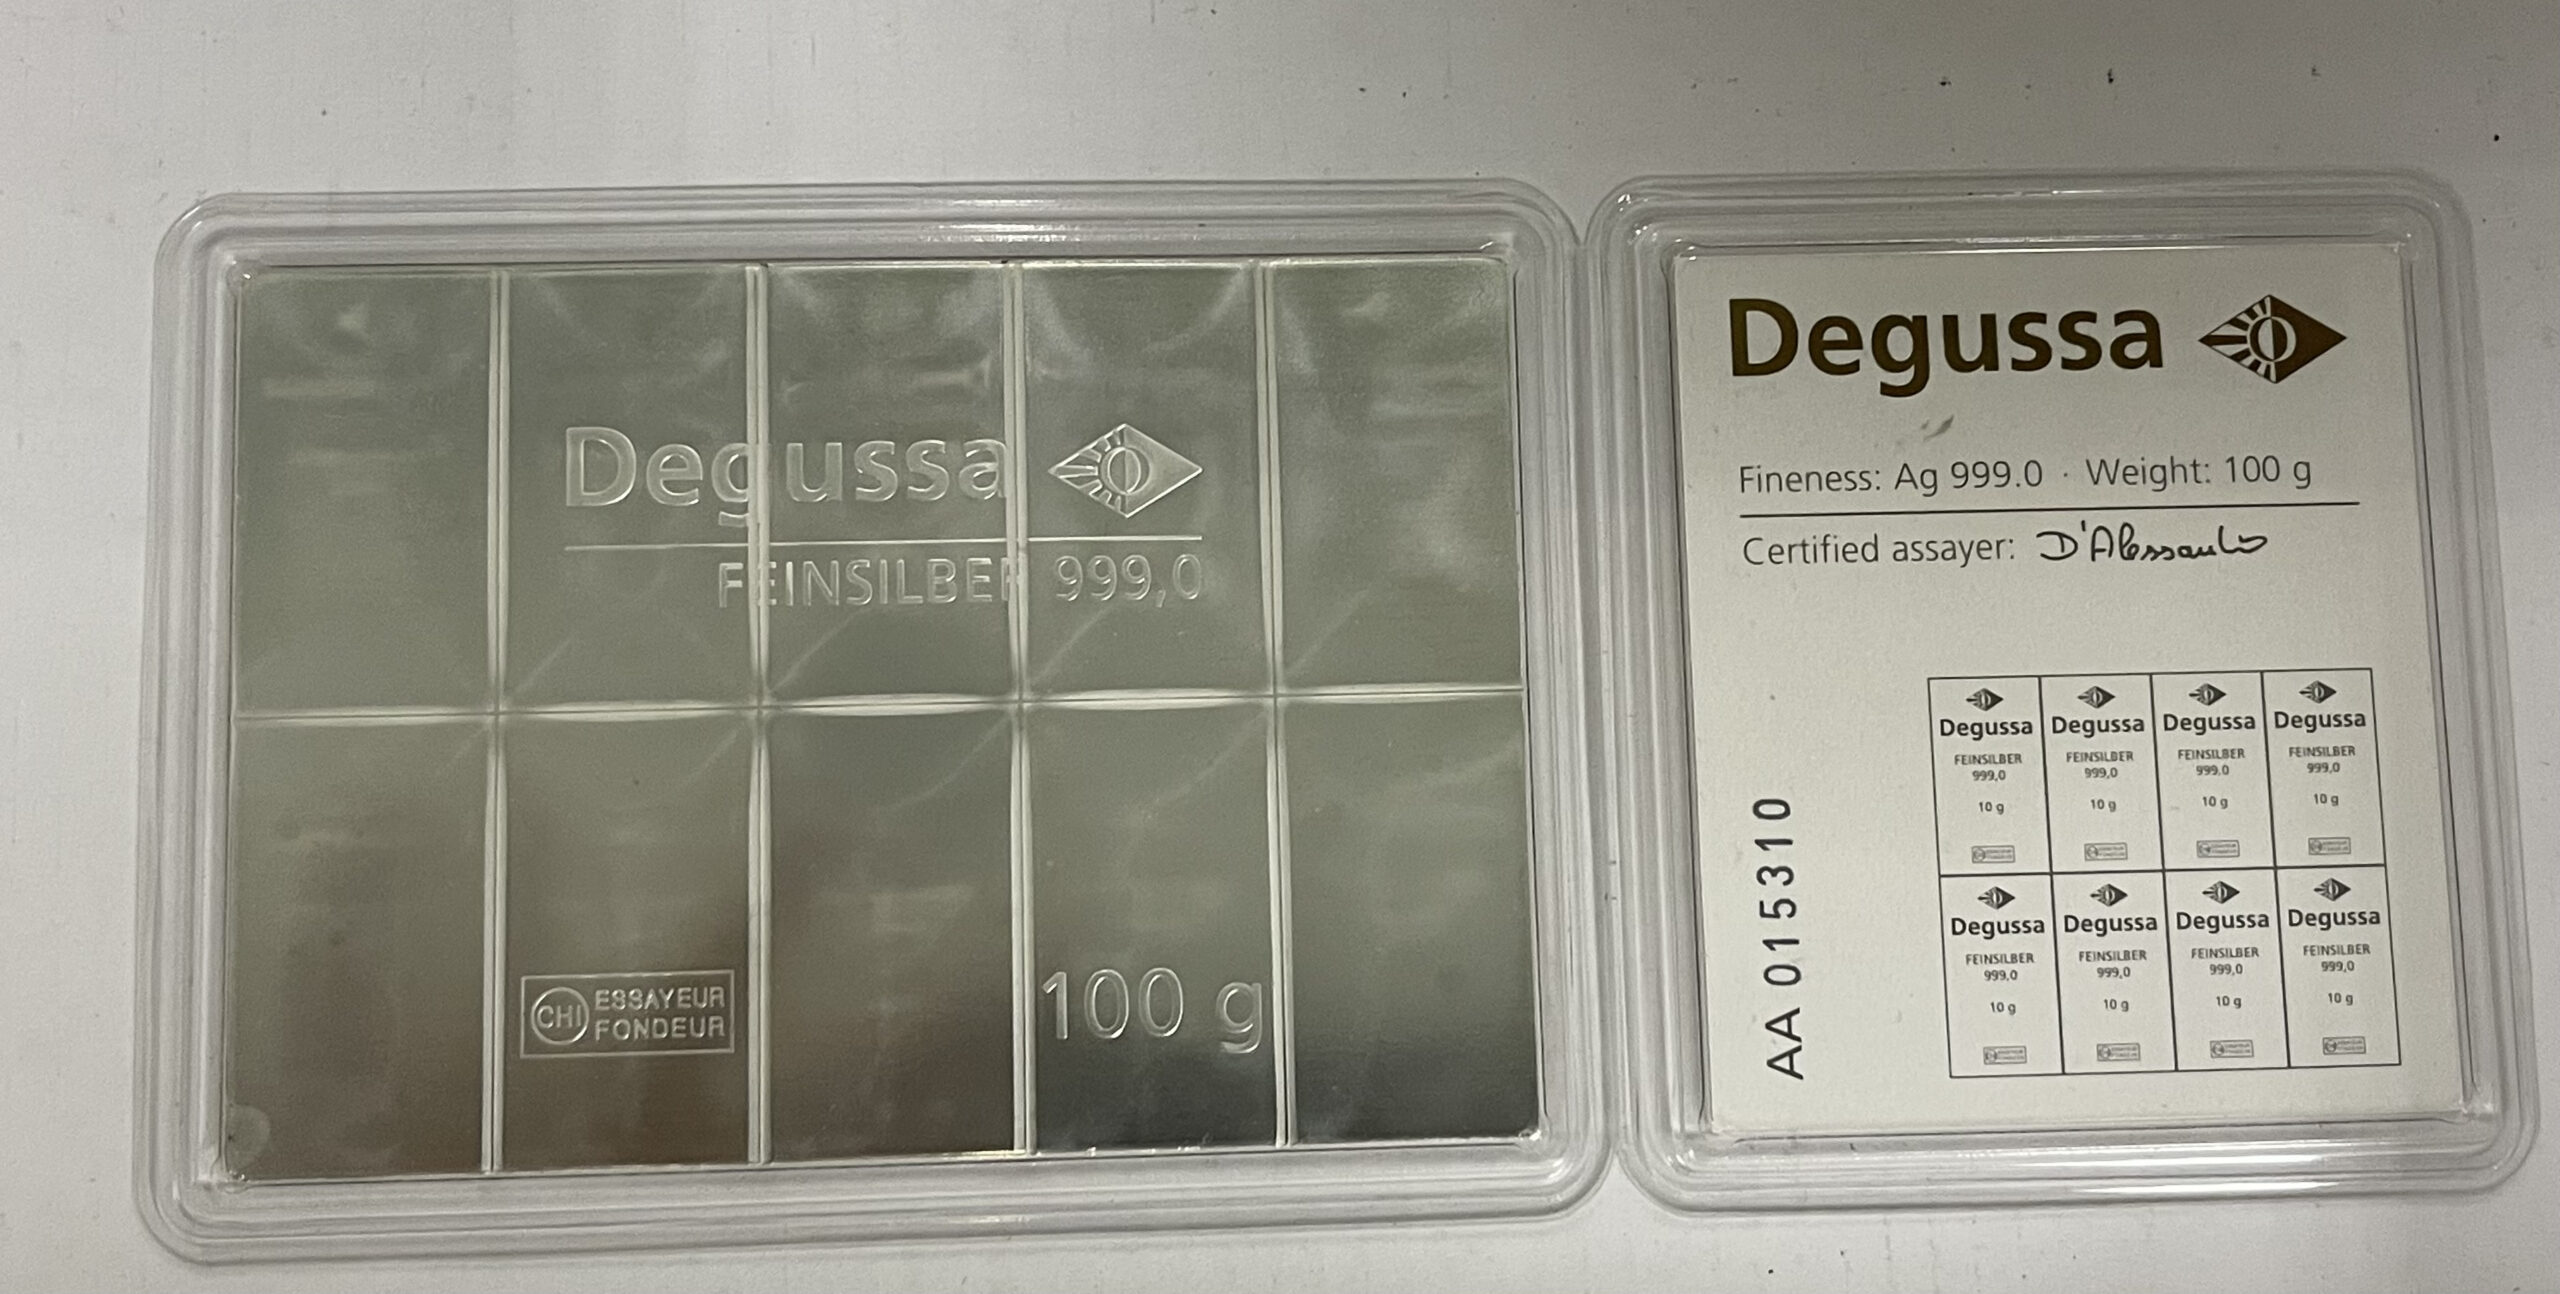 Degussa
FEINSILBER 999,0
CHI ESSAYEUR
FONDEUR
100 g
Degussa
Fineness: Ag 999.0 · Weight: 100 g
Certified assayer: D'Alessandro
AA 015310
Degussa Degussa Degussa Degussa
FEINSILBER FEINSILBER FEINSILBER FEINSILBER
999,0 999,0 999,0 999,0
10 g 10 g 10 g 10 g
Degussa Degussa Degussa Degussa
FEINSILBER FEINSILBER FEINSILBER FEINSILBER
999,0 999,0 999,0 999,0
10 g 10 g 10 g 10 g